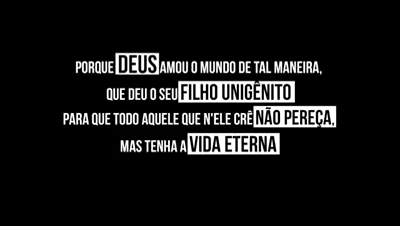 PORQUE DEUS AMOU O MUNDO DE TAL MANEIRA,
QUE DEU O SEU FILHO UNIGÊNITO
PARA QUE TODO AQUELE QUE N'ELE CRÊ NÃO PEREÇA,
MAS TENHA A VIDA ETERNA